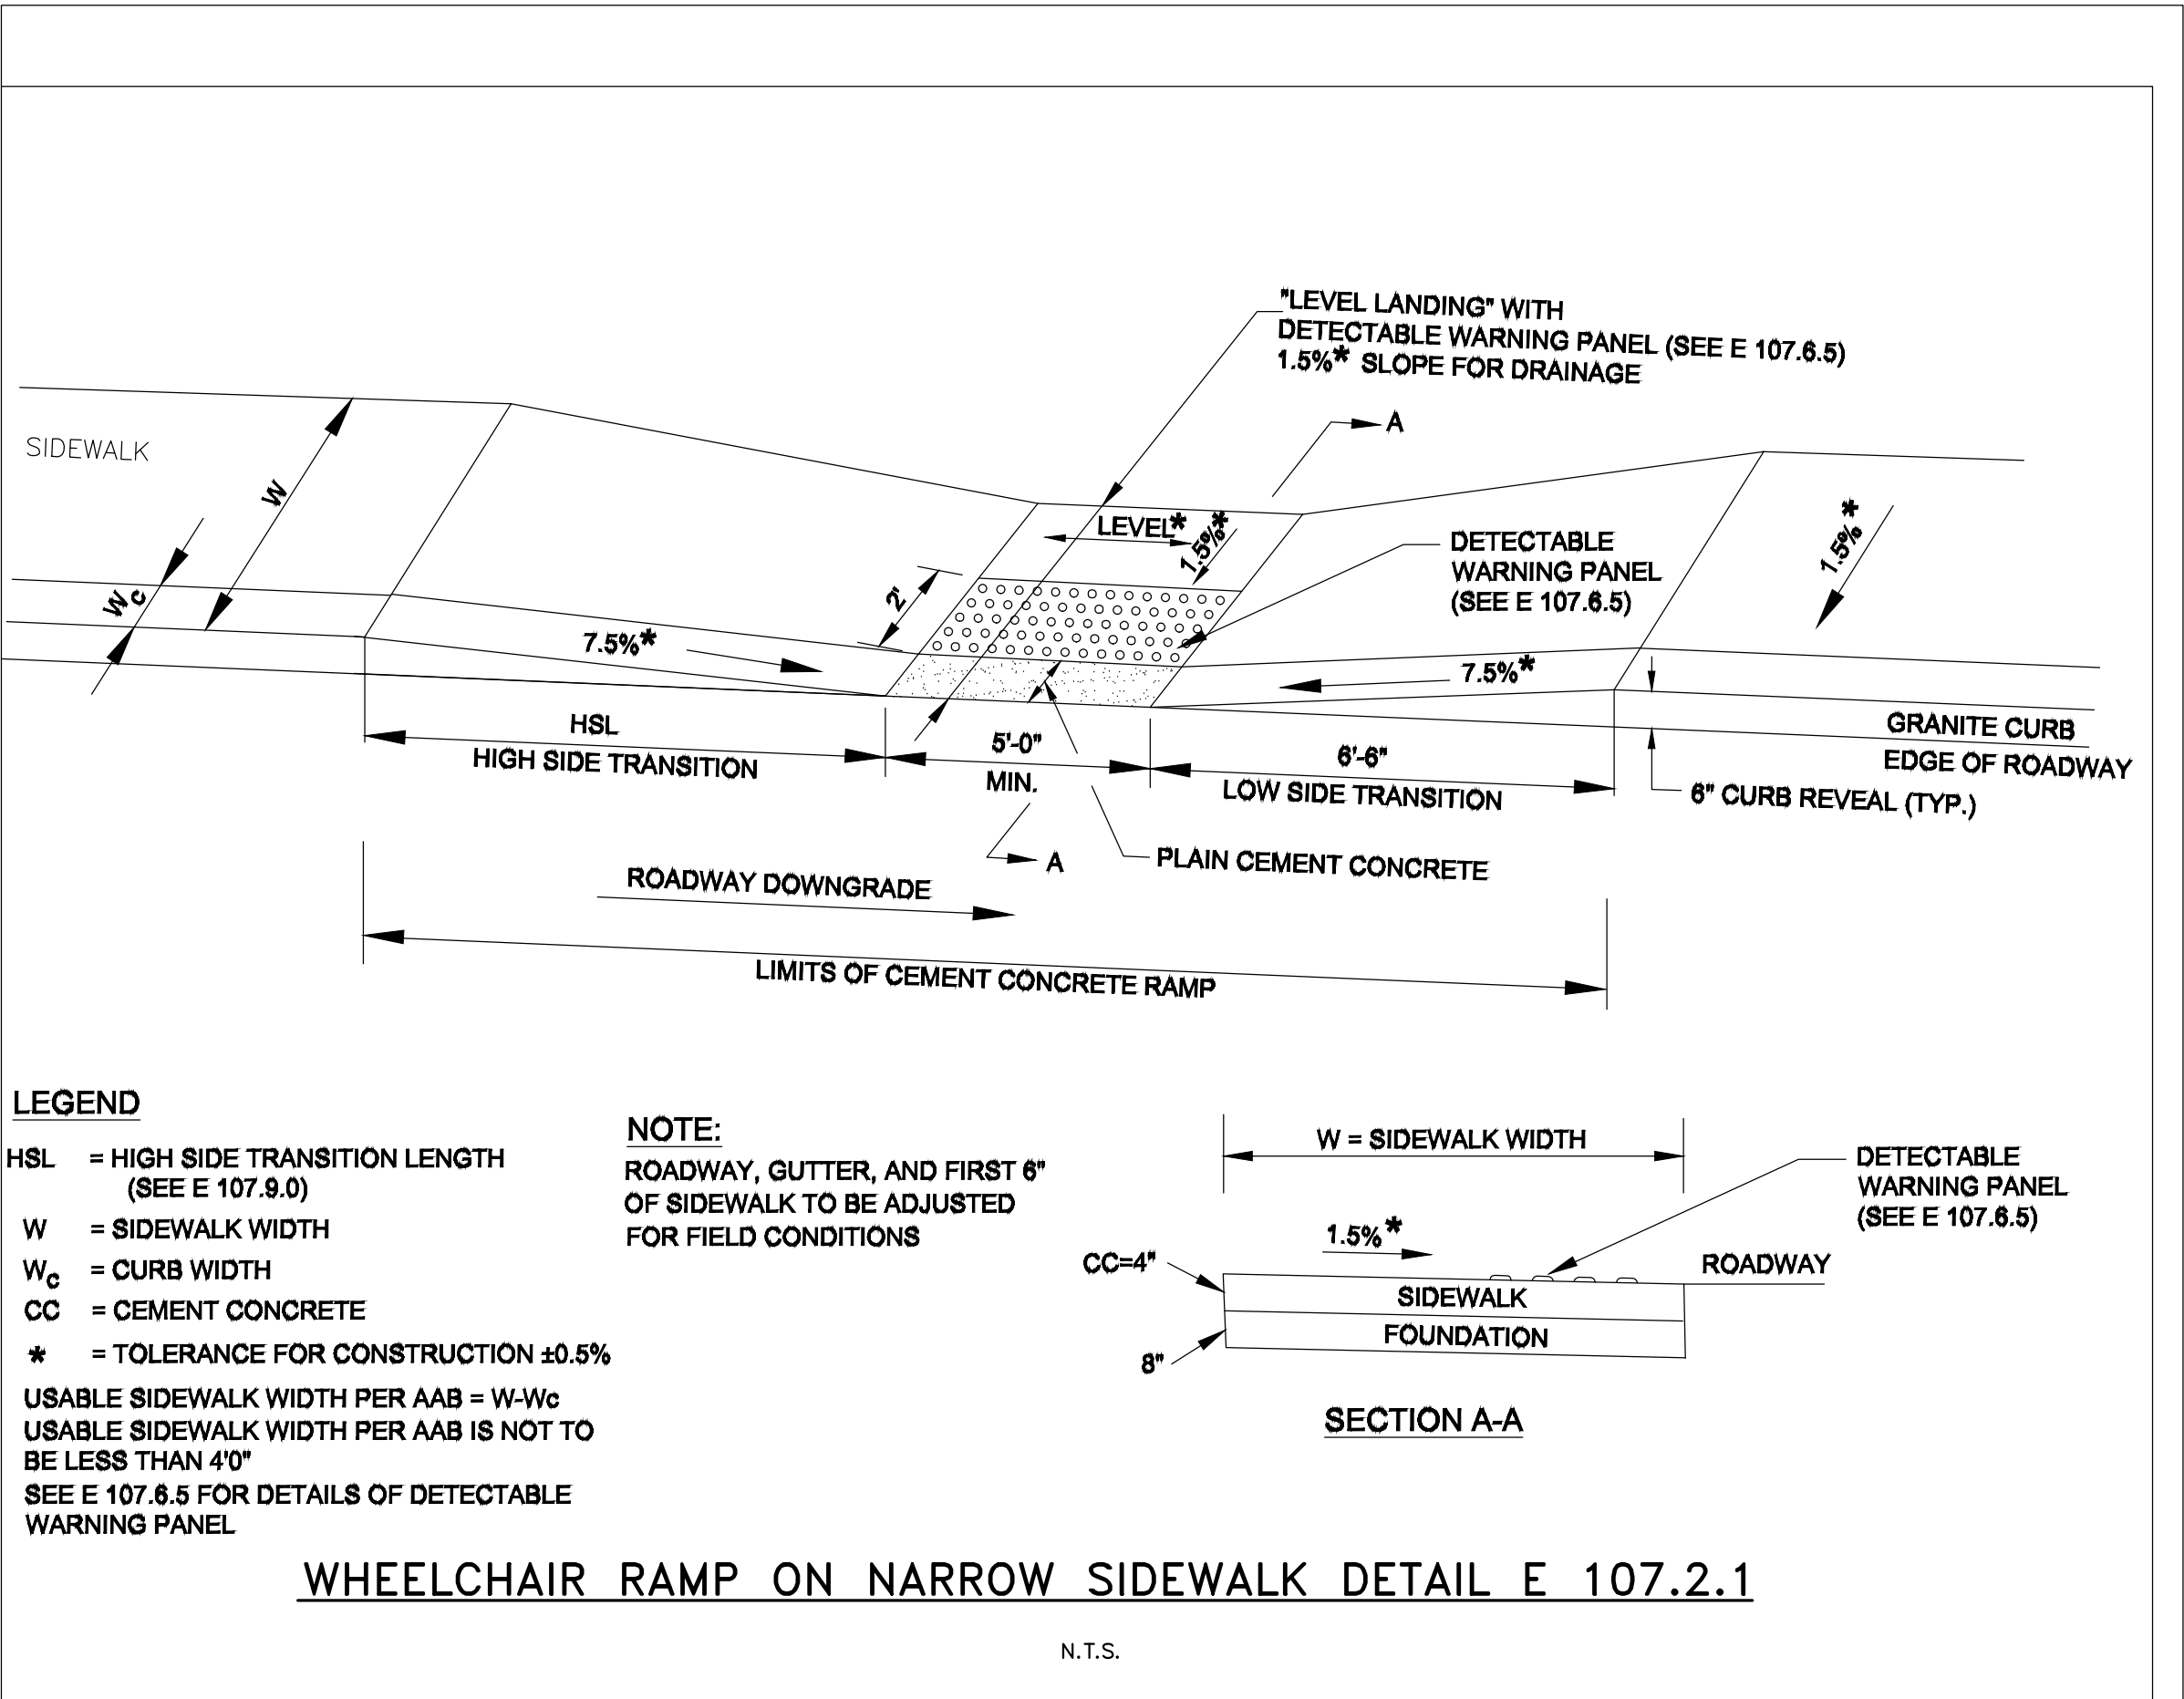 "LEVEL LANDING" WITH
DETECTABLE WARNING PANEL (SEE E 107.6.5)
1.5%* SLOPE FOR DRAINAGE
A
SIDEWALK
W
Wc
LEVEL*
1.5%*
2'
DETECTABLE
WARNING PANEL
(SEE E 107.6.5)
1.5%*
7.5%*
7.5%*
HSL
HIGH SIDE TRANSITION
5'-0"
MIN.
6'-6"
LOW SIDE TRANSITION
GRANITE CURB
EDGE OF ROADWAY
6" CURB REVEAL (TYP.)
A
PLAIN CEMENT CONCRETE
ROADWAY DOWNGRADE
LIMITS OF CEMENT CONCRETE RAMP
LEGEND
HSL = HIGH SIDE TRANSITION LENGTH
(SEE E 107.9.0)
W = SIDEWALK WIDTH
Wc = CURB WIDTH
CC = CEMENT CONCRETE
* = TOLERANCE FOR CONSTRUCTION ±0.5%
USABLE SIDEWALK WIDTH PER AAB = W-Wc
USABLE SIDEWALK WIDTH PER AAB IS NOT TO
BE LESS THAN 4'0"
SEE E 107.6.5 FOR DETAILS OF DETECTABLE
WARNING PANEL
NOTE:
ROADWAY, GUTTER, AND FIRST 6"
OF SIDEWALK TO BE ADJUSTED
FOR FIELD CONDITIONS
W = SIDEWALK WIDTH
DETECTABLE
WARNING PANEL
(SEE E 107.6.5)
1.5%*
CC=4"
ROADWAY
SIDEWALK
FOUNDATION
8"
SECTION A-A
WHEELCHAIR RAMP ON NARROW SIDEWALK DETAIL E 107.2.1
N.T.S.